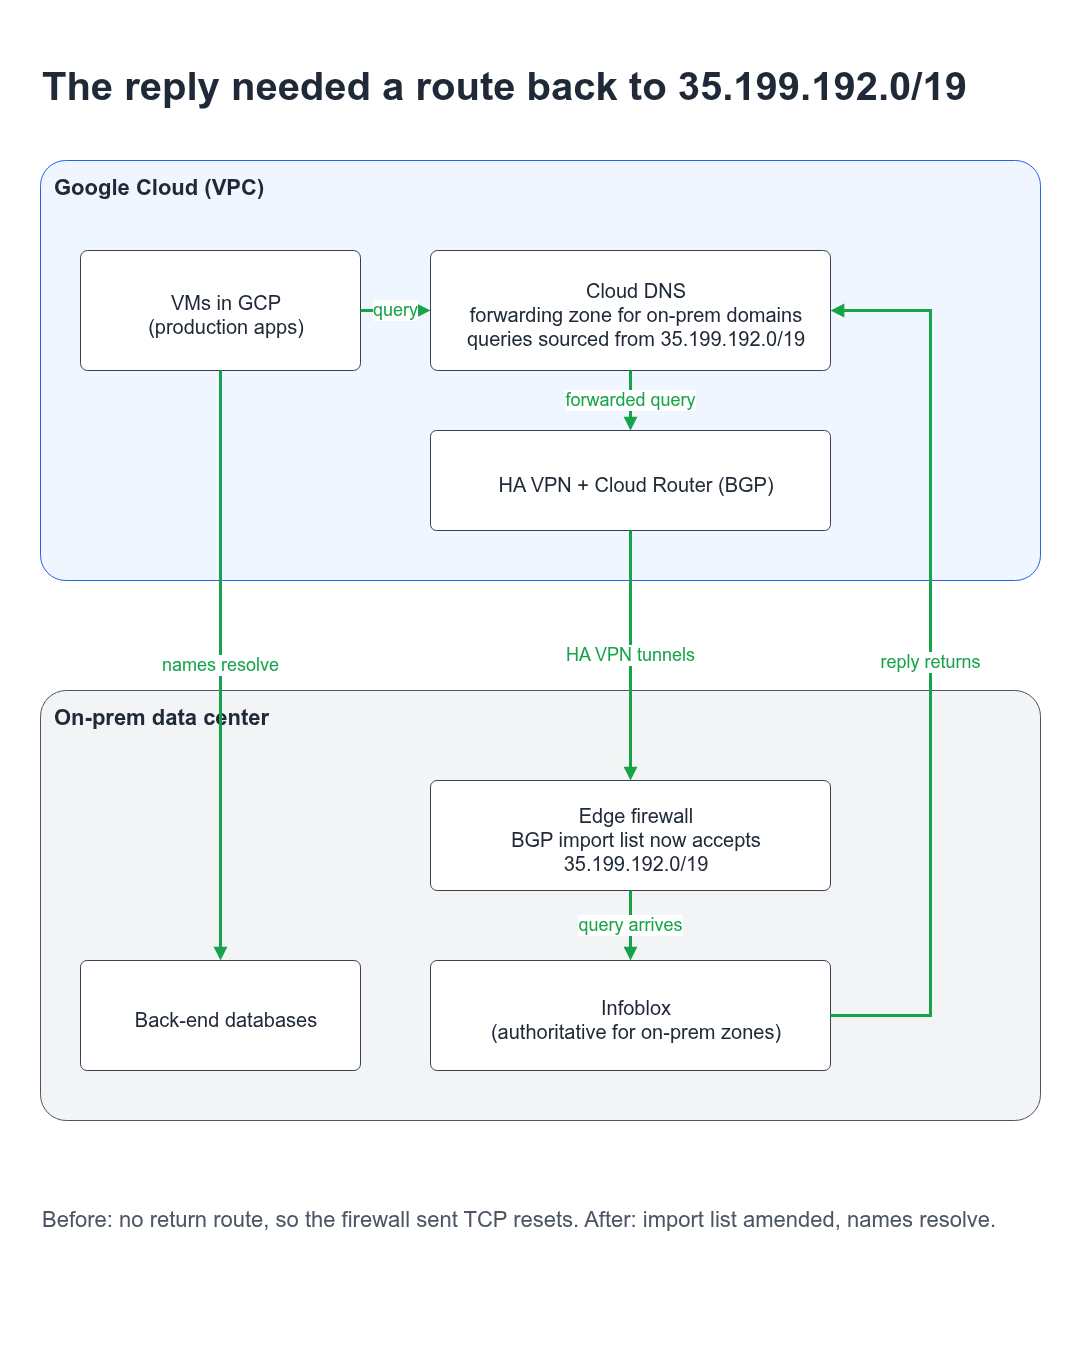 The reply needed a route back to 35.199.192.0/19
Google Cloud (VPC)
VMs in GCP
(production apps)
query
Cloud DNS
forwarding zone for on-prem domains
queries sourced from 35.199.192.0/19
forwarded query
HA VPN + Cloud Router (BGP)
names resolve
HA VPN tunnels
reply returns
On-prem data center
Edge firewall
BGP import list now accepts
35.199.192.0/19
query arrives
Back-end databases
Infoblox
(authoritative for on-prem zones)
Before: no return route, so the firewall sent TCP resets. After: import list amended, names resolve.